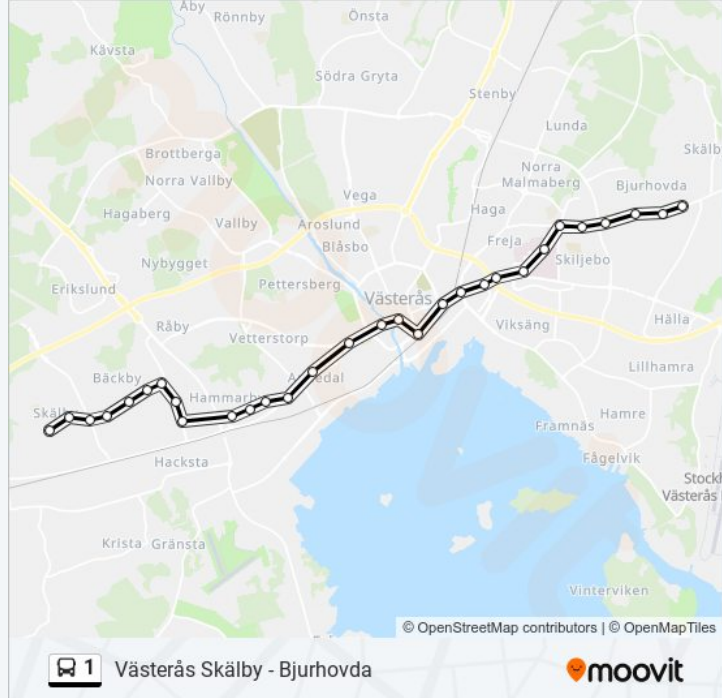 Åby
Rönnby
Önsta
Kävsta
Södra Gryta
Stenby
Lunda
Brottberga
Skälb
Norra
Malmaberg
Norra Vallby
Bjurhovda
Vega
Hagaberg
Haga
Vallby
Aroslund
Blåsbo
Freja
Nybygget
Skiljebo
Erikslund
Pettersberg
Västerås
Råby
Viksäng
Hälla
Vetterstorp
Bäckby
Lillhamra
Hammarby
Skälb
Hamre
Framnäs
Fågelvik
Hacksta
Stockh
Västerås
Krista
Gränsta
Vinterviken
© OpenStreetMap contributors | © OpenMapTiles
1 Västerås Skälby - Bjurhovda
moovit